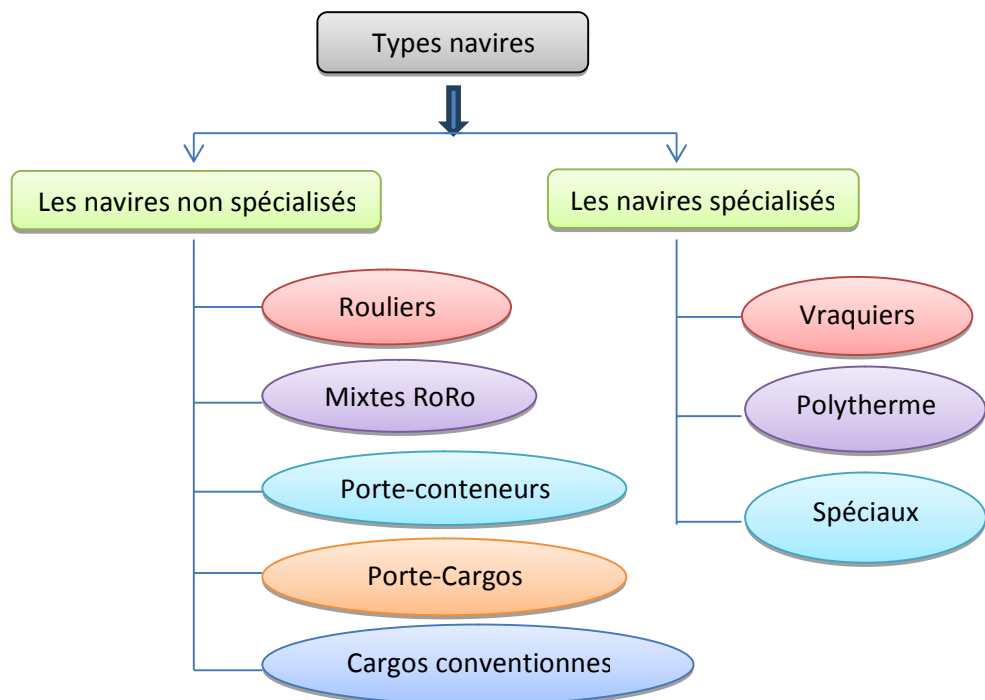 Types navires
Les navires non spécialisés
Les navires spécialisés
Rouliers
Mixtes RoRo
Porte-conteneurs
Porte-Cargos
Cargos conventionnes
Vraquiers
Polytherme
Spéciaux